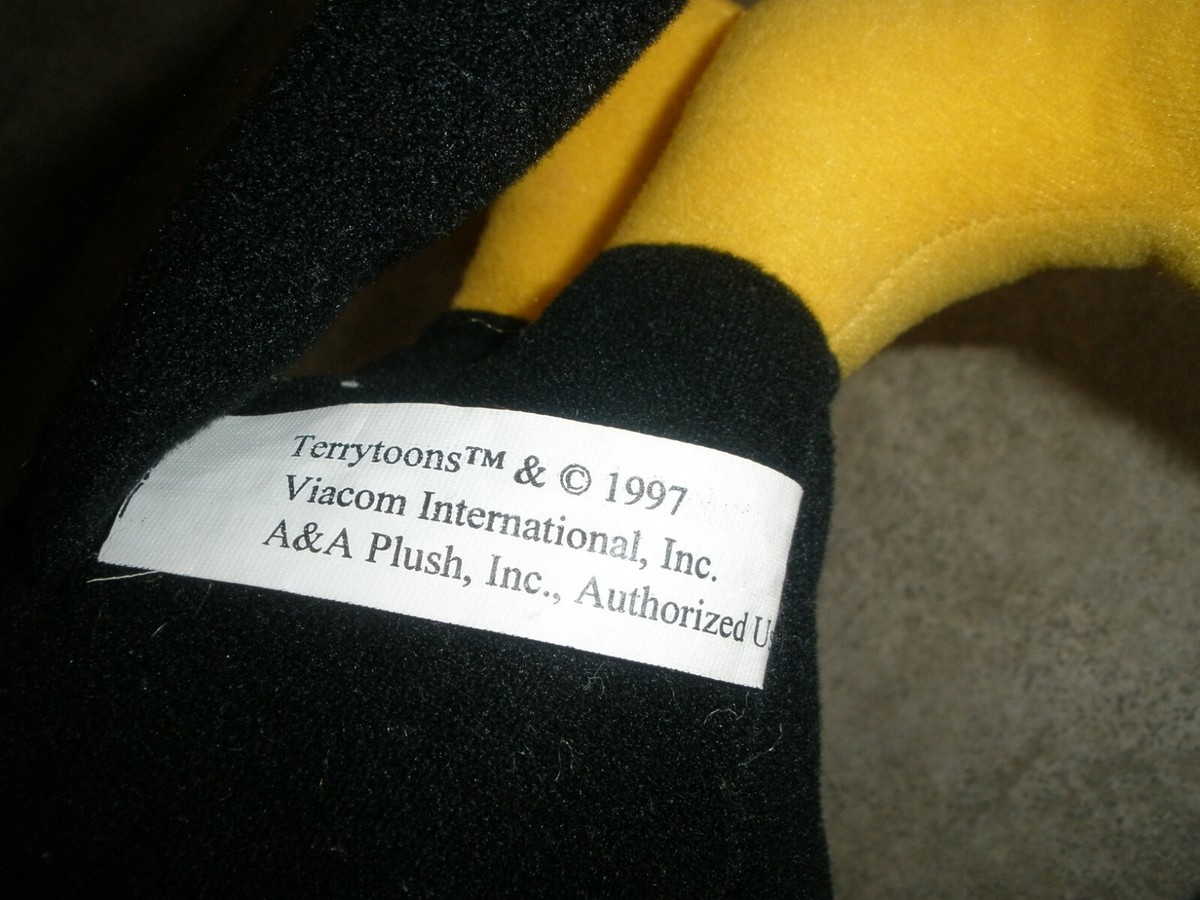 Terrytoons™ & © 1997
Viacom International, Inc.
A&A Plush, Inc., Authorized